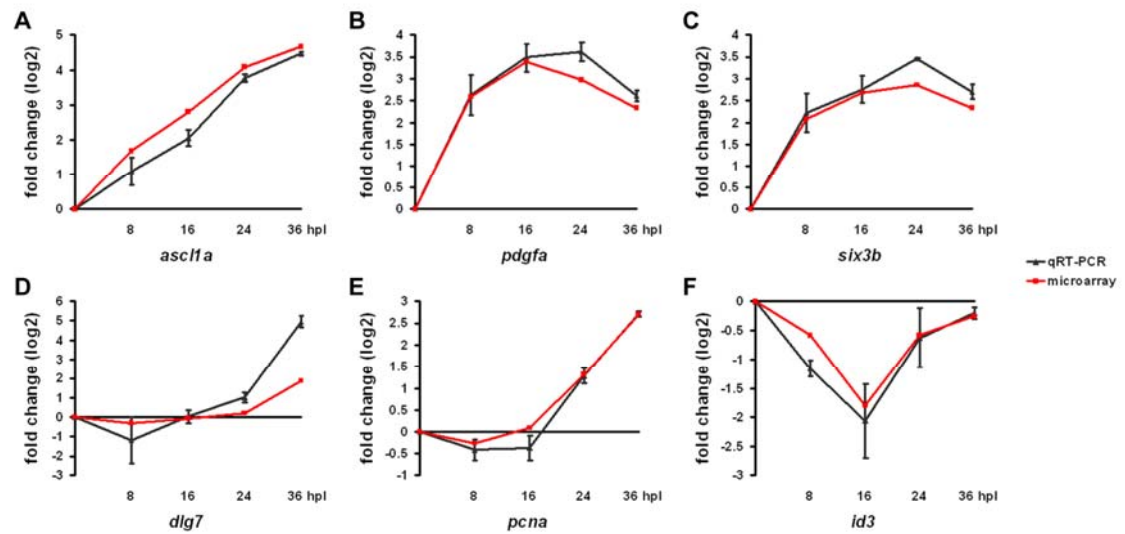 A
fold change (log2)
5
4
3
2
1
0
8 16 24 36 hpl
ascl1a
B
fold change (log2)
4
3.5
3
2.5
2
1.5
1
0.5
0
8 16 24 36 hpl
pdgfa
C
fold change (log2)
4
3.5
3
2.5
2
1.5
1
0.5
0
8 16 24 36 hpl
six3b
qRT-PCR
microarray
D
fold change (log2)
6
5
4
3
2
1
0
-1
-2
-3
8 16 24 36 hpl
dlg7
E
fold change (log2)
3
2.5
2
1.5
1
0.5
0
-0.5
-1
8 16 24 36 hpl
pcna
F
fold change (log2)
0
-0.5
-1
-1.5
-2
-2.5
-3
8 16 24 36 hpl
id3